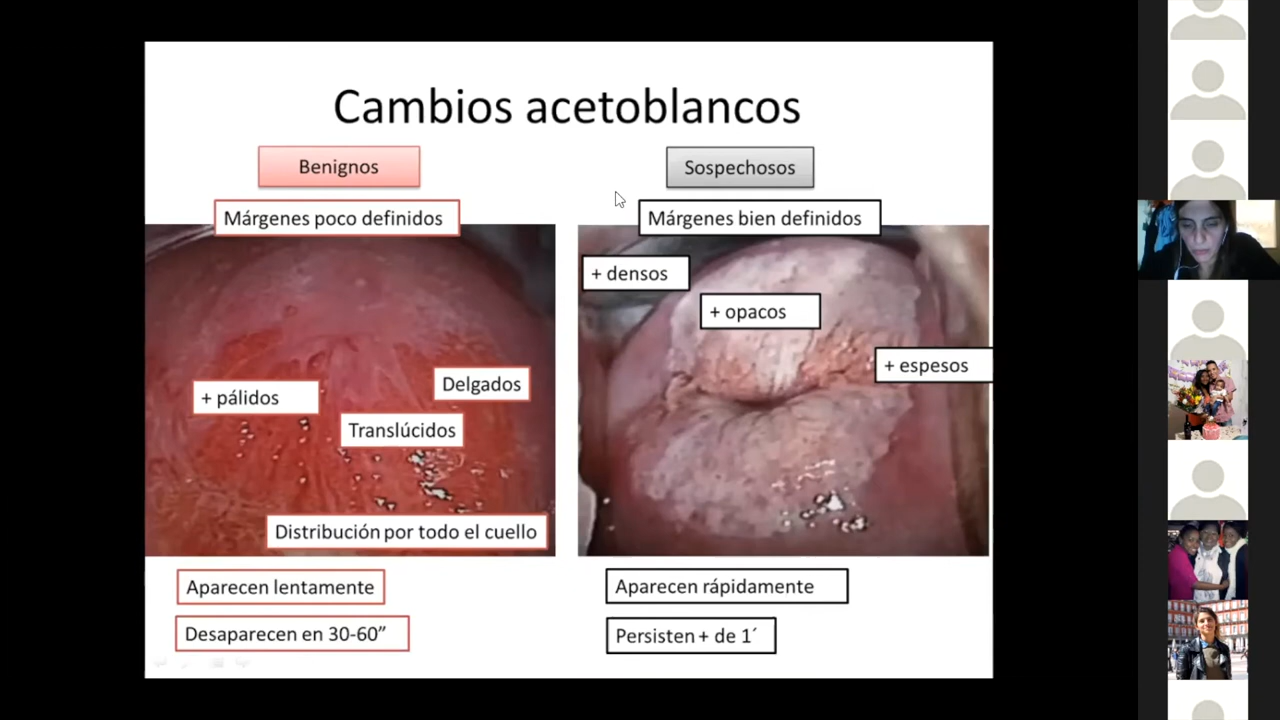 Cambios acetoblancos
Benignos
Márgenes poco definidos
+ pálidos
Delgados
Translúcidos
Distribución por todo el cuello
Aparecen lentamente
Desaparecen en 30-60”
Sospechosos
Márgenes bien definidos
+ densos
+ opacos
+ espesos
Aparecen rápidamente
Persisten + de 1´